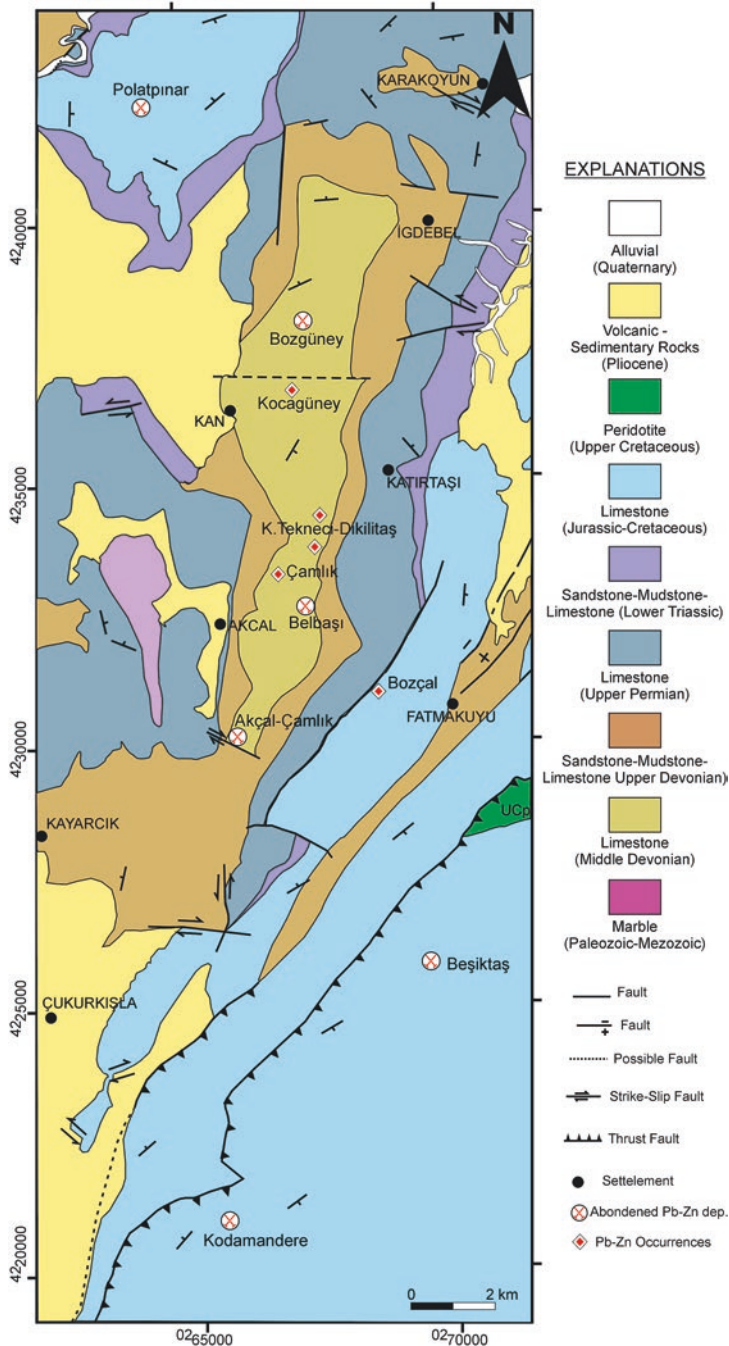 N
Polatpınar
KARAKOYUN
İGDEBEL
Bozgüney
Kocagüney
KAN
KATIRTAŞI
K.Tekneci-Dikilitaş
Çamlık
AKCAL
Belbaşı
Bozçal
Akçal-Çamlık
FATMAKUYU
UCp
KAYARCIK
Beşiktaş
ÇUKURKIŞLA
Kodamandere
0 2 km
4240000
4235000
4230000
4225000
4220000
0265000
0270000
EXPLANATIONS
Alluvial
(Quaternary)
Volcanic -
Sedimentary Rocks
(Pliocene)
Peridotite
(Upper Cretaceous)
Limestone
(Jurassic-Cretaceous)
Sandstone-Mudstone-
Limestone (Lower Triassic)
Limestone
(Upper Permian)
Sandstone-Mudstone-
Limestone Upper Devonian)
Limestone
(Middle Devonian)
Marble
(Paleozoic-Mezozoic)
Fault
Fault
Possible Fault
Strike-Slip Fault
Thrust Fault
Settelement
Abondened Pb-Zn dep.
Pb-Zn Occurrences